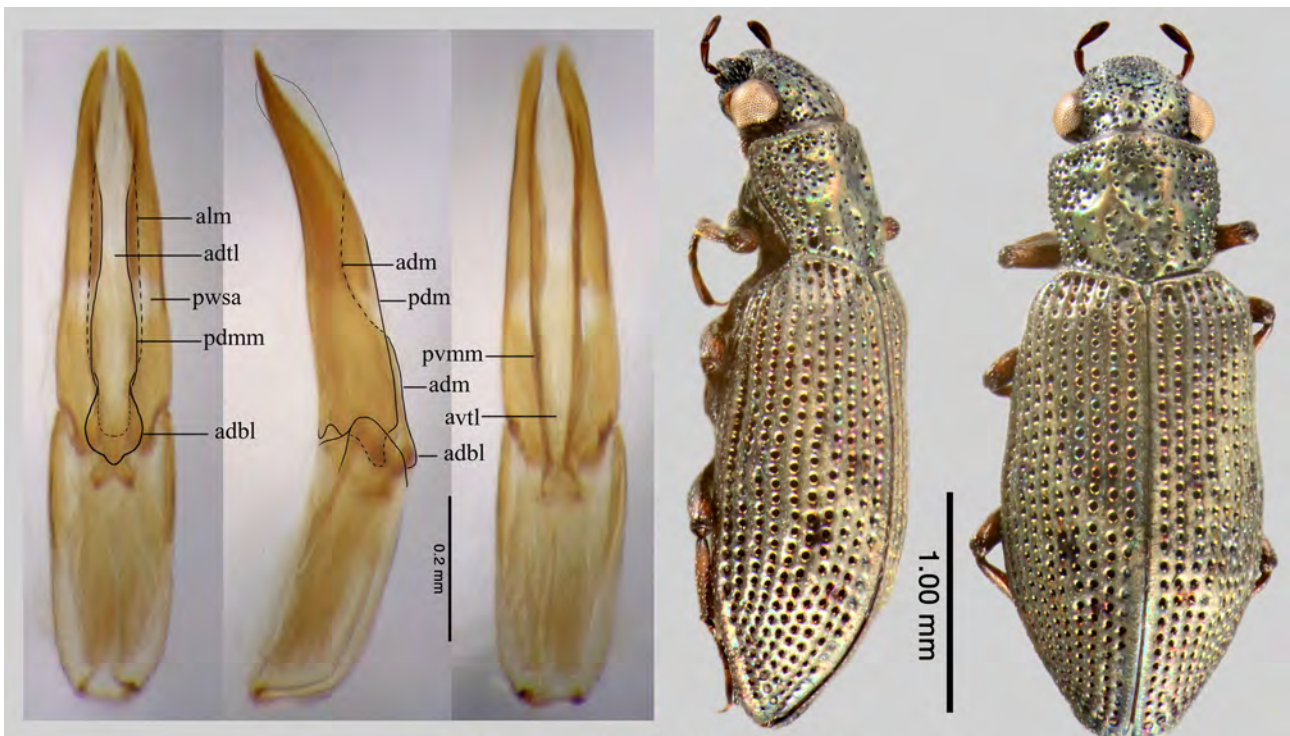 alm
adtl
pwsa
pdmm
adbl
adm
pdm
adm
adbl
0.2 mm
pvmm
avtl
1.00 mm